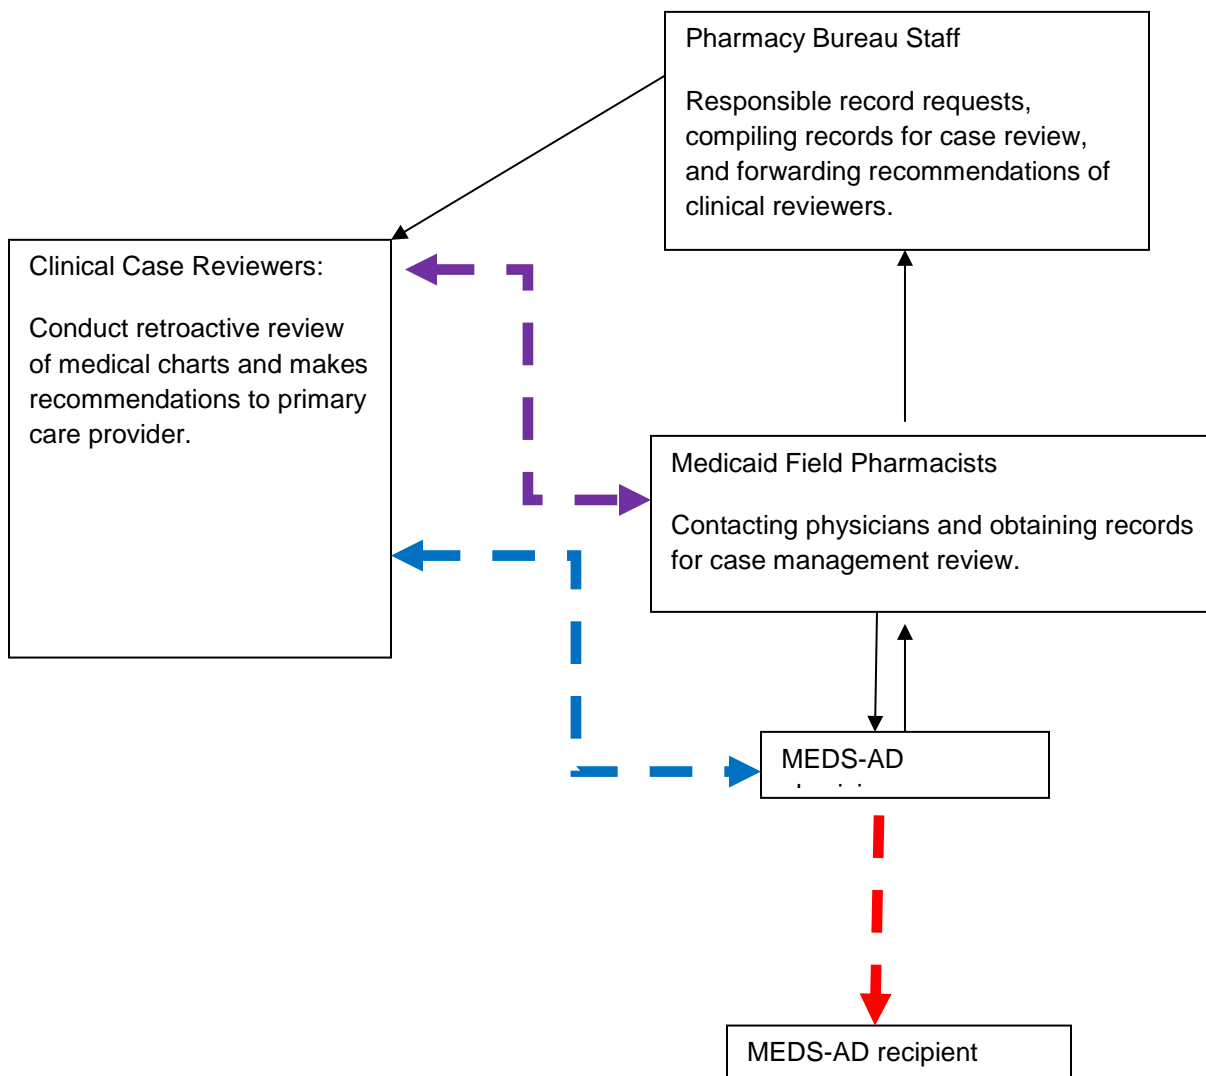 Pharmacy Bureau Staff
Responsible record requests,
compiling records for case review,
and forwarding recommendations of
clinical reviewers.
Clinical Case Reviewers:
Conduct retroactive review
of medical charts and makes
recommendations to primary
care provider.
Medicaid Field Pharmacists
Contacting physicians and obtaining records
for case management review.
MEDS-AD
MEDS-AD recipient